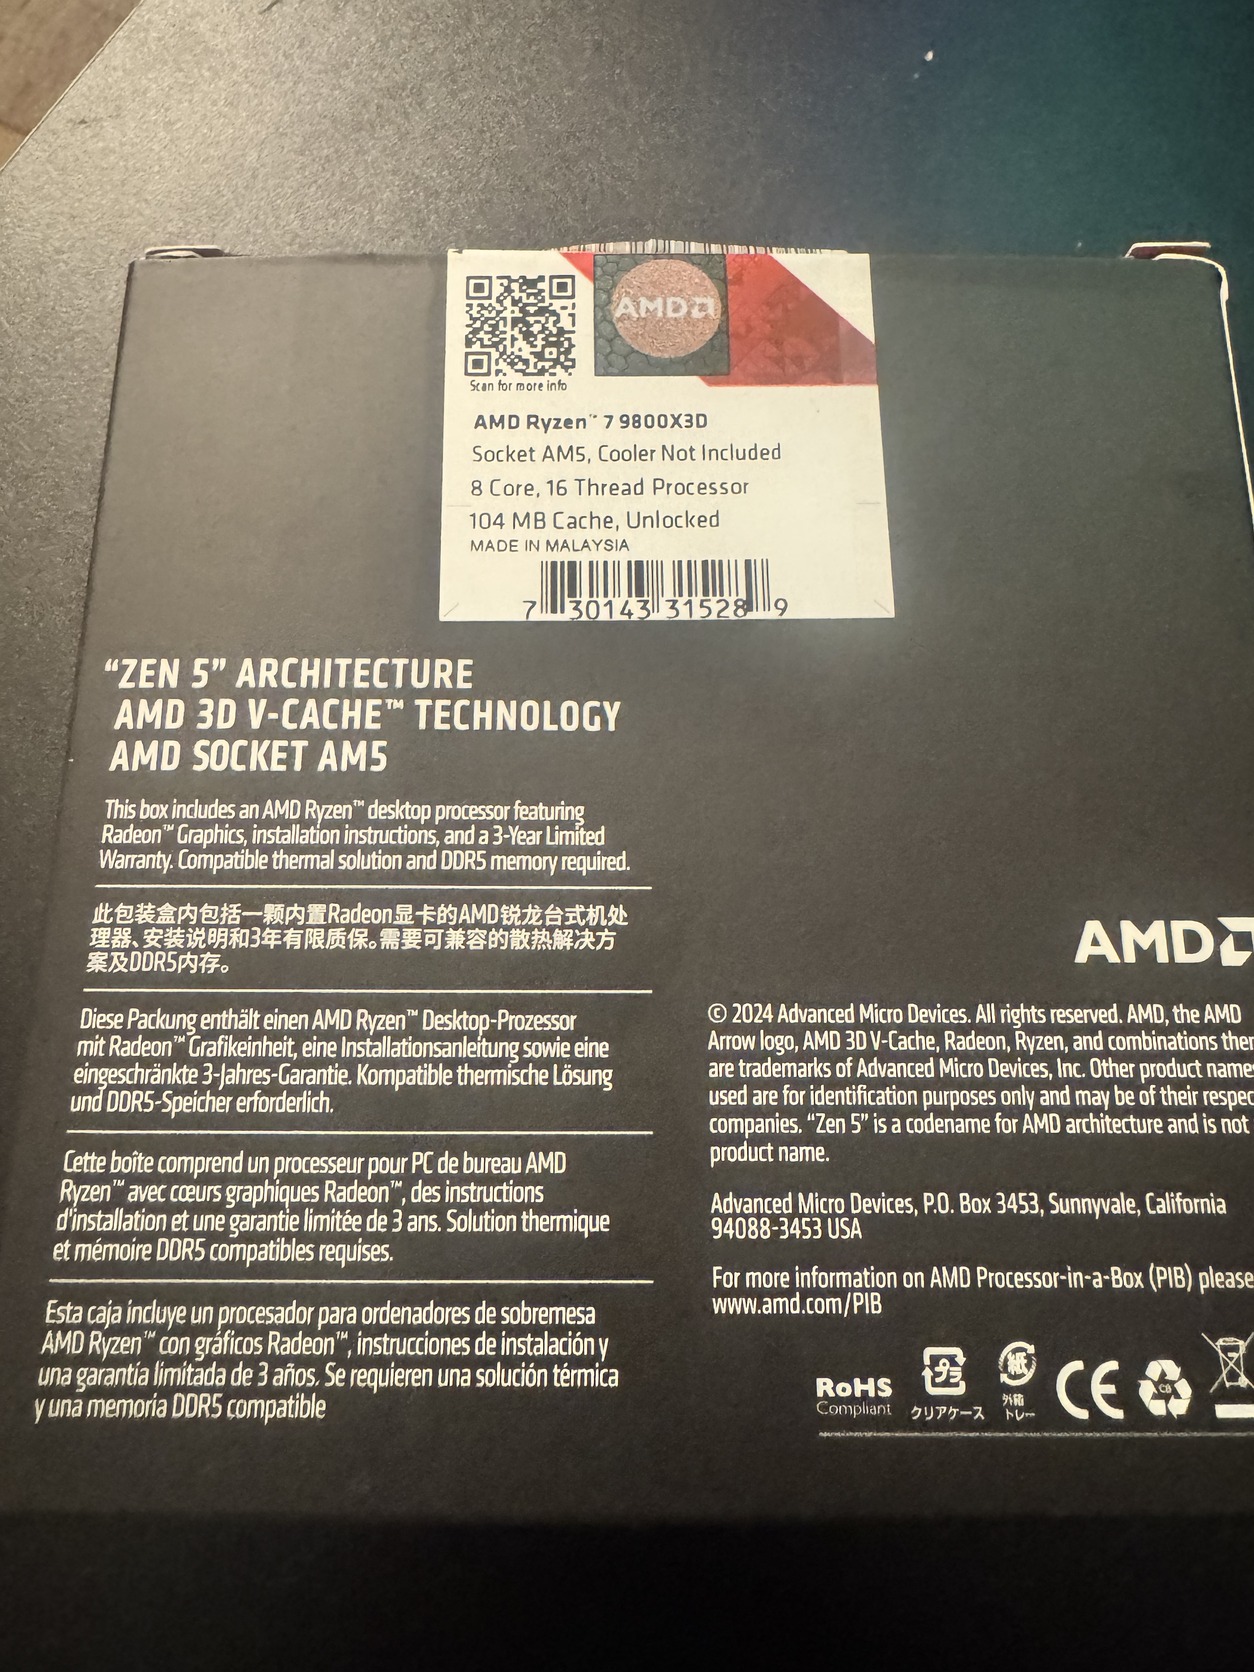 AMD
Scan for more info
AMD Ryzen™ 7 9800X3D
Socket AM5, Cooler Not Included
8 Core, 16 Thread Processor
104 MB Cache, Unlocked
MADE IN MALAYSIA
7 30143 31528 9
“ZEN 5” ARCHITECTURE
AMD 3D V-CACHE™ TECHNOLOGY
AMD SOCKET AM5
This box includes an AMD Ryzen™ desktop processor featuring
Radeon™ Graphics, installation instructions, and a 3-Year Limited
Warranty. Compatible thermal solution and DDR5 memory required.
此包装盒内包括一颗内置Radeon显卡的AMD锐龙台式机处
理器、安装说明和3年有限质保。需要可兼容的散热解决方
案及DDR5内存。
Diese Packung enthält einen AMD Ryzen™ Desktop-Prozessor
mit Radeon™ Grafikeinheit, eine Installationsanleitung sowie eine
eingeschränkte 3-Jahres-Garantie. Kompatible thermische Lösung
und DDR5-Speicher erforderlich.
Cette boîte comprend un processeur pour PC de bureau AMD
Ryzen™ avec cœurs graphiques Radeon™, des instructions
d'installation et une garantie limitée de 3 ans. Solution thermique
et mémoire DDR5 compatibles requises.
Esta caja incluye un procesador para ordenadores de sobremesa
AMD Ryzen™ con gráficos Radeon™, instrucciones de instalación y
una garantía limitada de 3 años. Se requieren una solución térmica
y una memoria DDR5 compatible
AMD
© 2024 Advanced Micro Devices. All rights reserved. AMD, the AMD
Arrow logo, AMD 3D V-Cache, Radeon, Ryzen, and combinations
are trademarks of Advanced Micro Devices, Inc. Other product names
used are for identification purposes only and may be of their
companies. “Zen 5” is a codename for AMD architecture and is not
product name.
Advanced Micro Devices, P.O. Box 3453, Sunnyvale, California
94088-3453 USA
For more information on AMD Processor-in-a-Box (PIB) please
www.amd.com/PIB
RoHS
Compliant
プラ
クリアケース
紙
外箱
トレー
CE